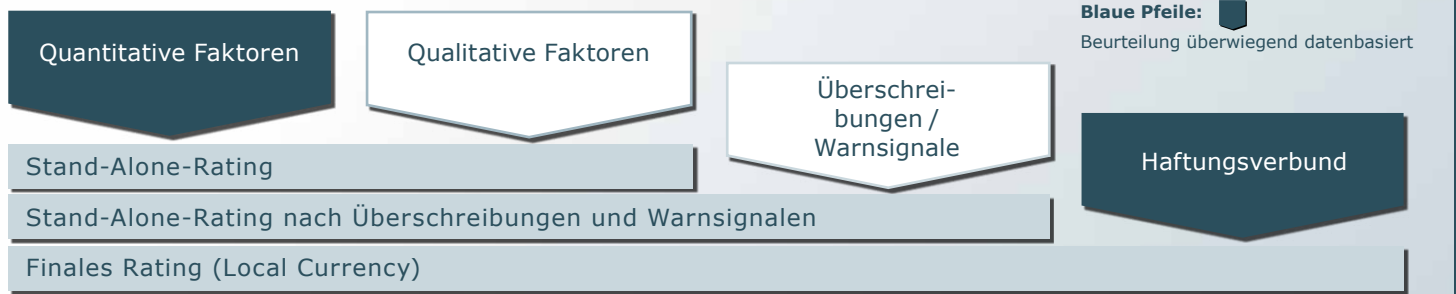 Blaue Pfeile:
Beurteilung überwiegend datenbasiert
Quantitative Faktoren
Qualitative Faktoren
Überschrei-
bungen /
Warnsignale
Haftungsverbund
Stand-Alone-Rating
Stand-Alone-Rating nach Überschreibungen und Warnsignalen
Finales Rating (Local Currency)